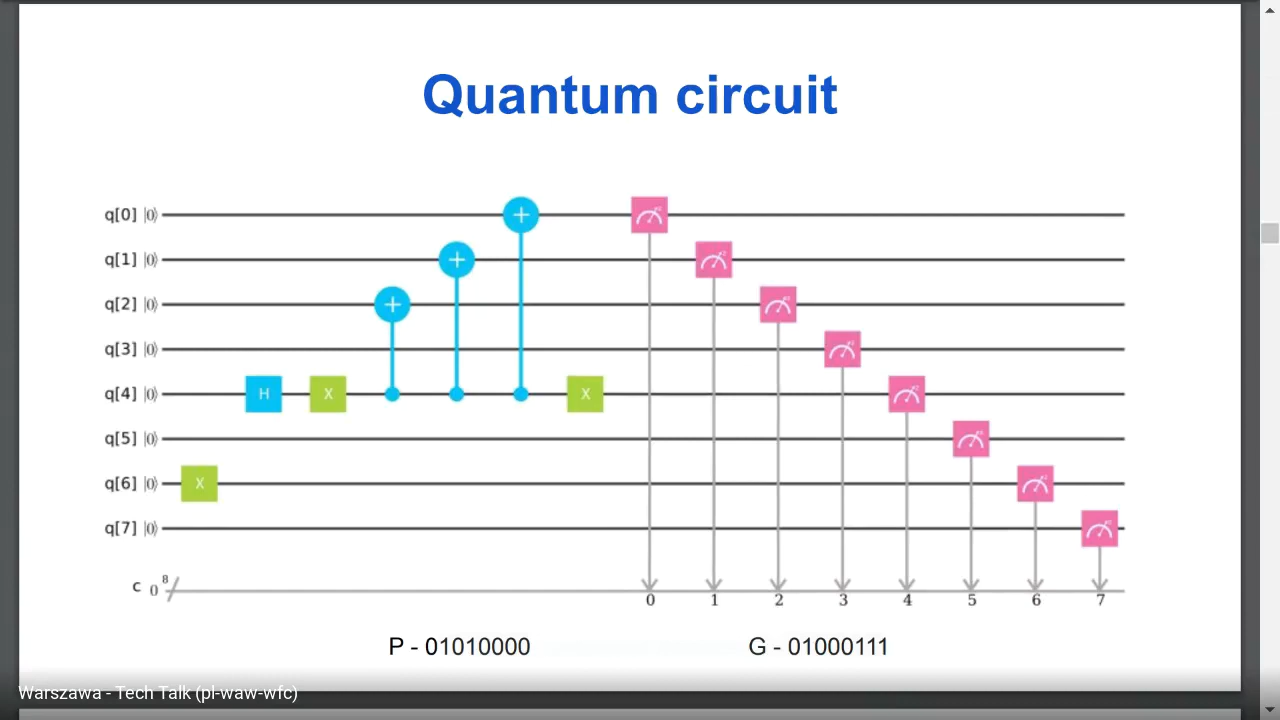 Quantum circuit
q[0] |0⟩
q[1] |0⟩
q[2] |0⟩
q[3] |0⟩
q[4] |0⟩ H X X
q[5] |0⟩
q[6] |0⟩ X
q[7] |0⟩
c 0 8
0 1 2 3 4 5 6 7
P - 01010000 G - 01000111
Warszawa - Tech Talk (pl-waw-wfc)